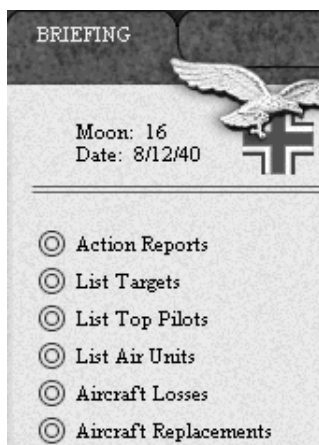 BRIEFING
Moon: 16
Date: 8/12/40
Action Reports
List Targets
List Top Pilots
List Air Units
Aircraft Losses
Aircraft Replacements